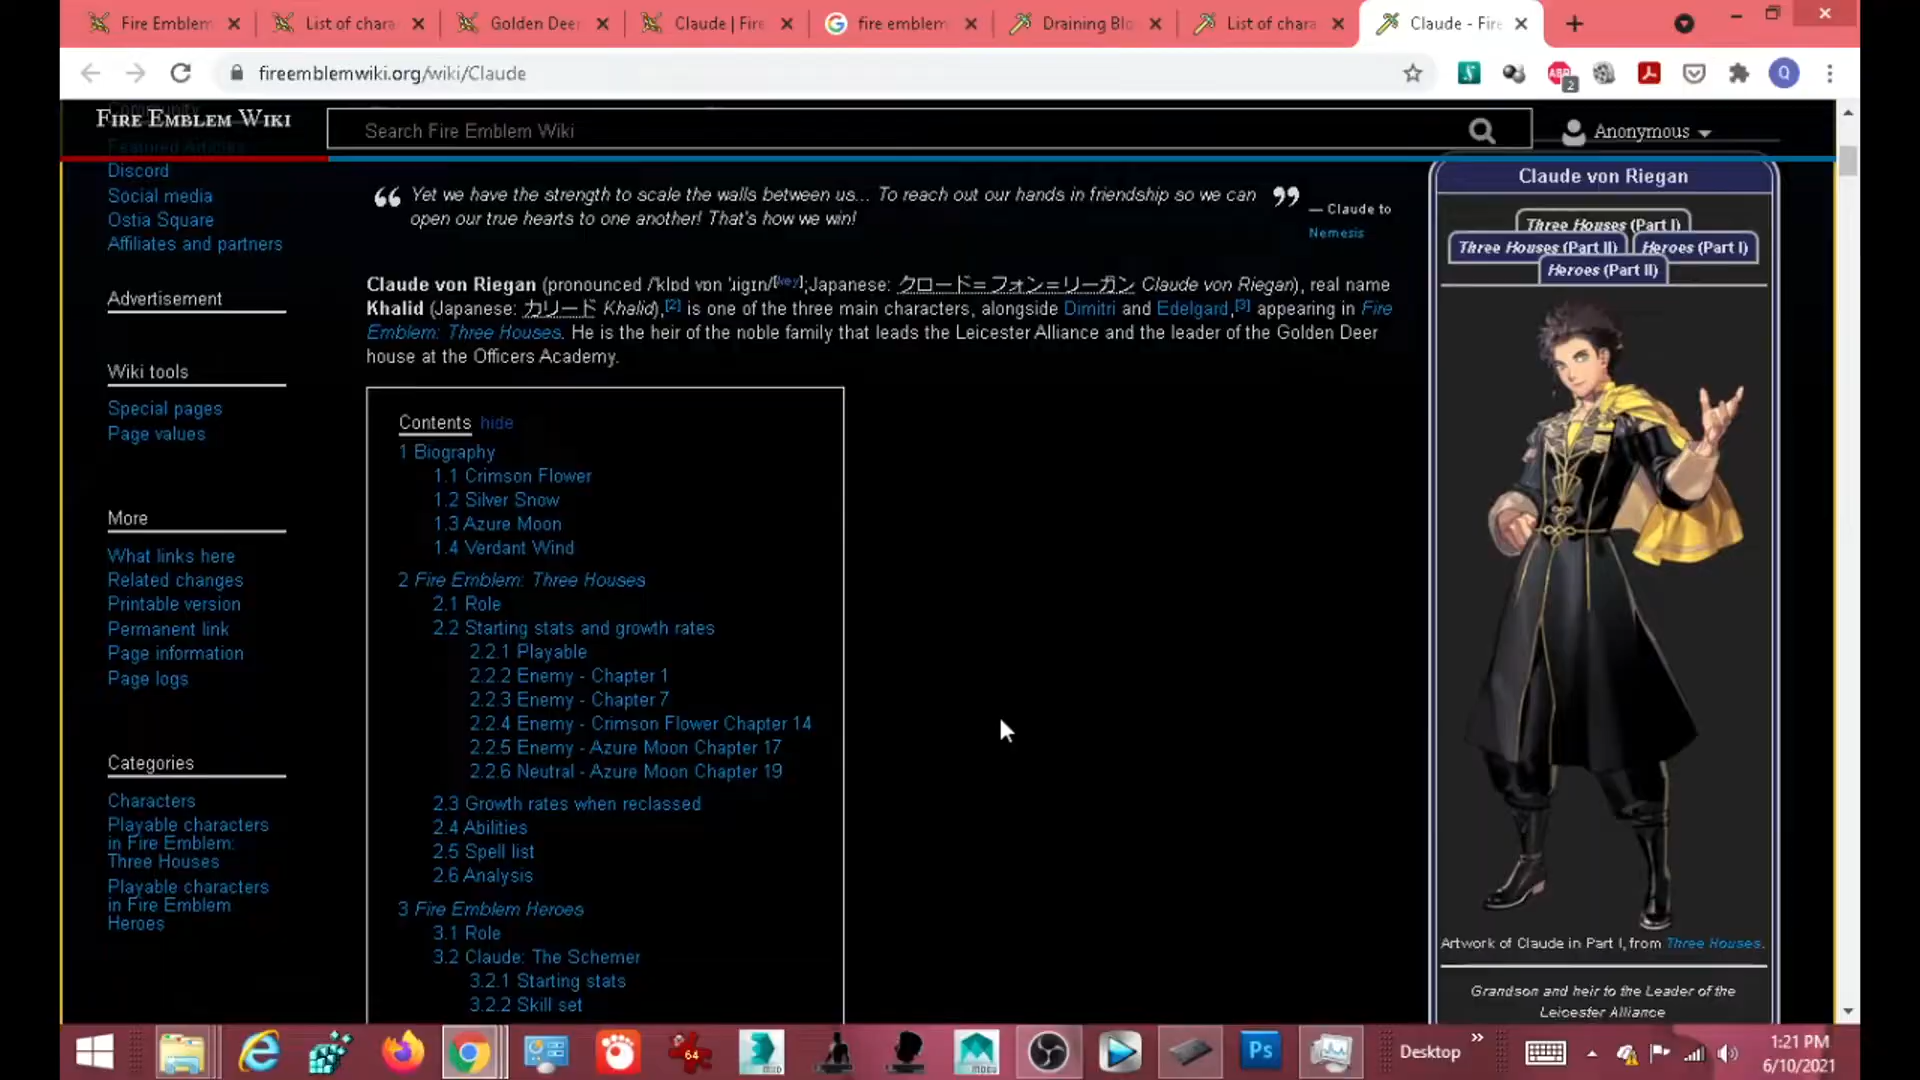 Fire Emblem
List of chara
Golden Deer
Claude | Fire
fire emblem
Draining Blo
List of chara
Claude - Fire
fireemblemwiki.org/wiki/Claude
ABP
2
Q
Community
FIRE EMBLEM WIKI
Search Fire Emblem Wiki
Anonymous
Featured Articles
Discord
Social media
Ostia Square
Affiliates and partners
Advertisement
Wiki tools
Special pages
Page values
More
What links here
Related changes
Printable version
Permanent link
Page information
Page logs
Categories
Characters
Playable characters
in Fire Emblem:
Three Houses
Playable characters
in Fire Emblem
Heroes
“ Yet we have the strength to scale the walls between us... To reach out our hands in friendship so we can
open our true hearts to one another! That's how we win! ”
— Claude to
Nemesis
Claude von Riegan (pronounced /ˈklɒd vɒn ˈɹiɡɪn/[key];Japanese: クロード=フォン=リーガン Claude von Riegan), real name
Khalid (Japanese: カリード Khalid),[2] is one of the three main characters, alongside Dimitri and Edelgard,[3] appearing in Fire
Emblem: Three Houses. He is the heir of the noble family that leads the Leicester Alliance and the leader of the Golden Deer
house at the Officers Academy.
Contents hide
1 Biography
1.1 Crimson Flower
1.2 Silver Snow
1.3 Azure Moon
1.4 Verdant Wind
2 Fire Emblem: Three Houses
2.1 Role
2.2 Starting stats and growth rates
2.2.1 Playable
2.2.2 Enemy - Chapter 1
2.2.3 Enemy - Chapter 7
2.2.4 Enemy - Crimson Flower Chapter 14
2.2.5 Enemy - Azure Moon Chapter 17
2.2.6 Neutral - Azure Moon Chapter 19
2.3 Growth rates when reclassed
2.4 Abilities
2.5 Spell list
2.6 Analysis
3 Fire Emblem Heroes
3.1 Role
3.2 Claude: The Schemer
3.2.1 Starting stats
3.2.2 Skill set
Claude von Riegan
Three Houses (Part I)
Three Houses (Part II)
Heroes (Part I)
Heroes (Part II)
Artwork of Claude in Part I, from Three Houses.
Grandson and heir to the Leader of the
Leicester Alliance
64
Ps
Desktop
1:21 PM
6/10/2021